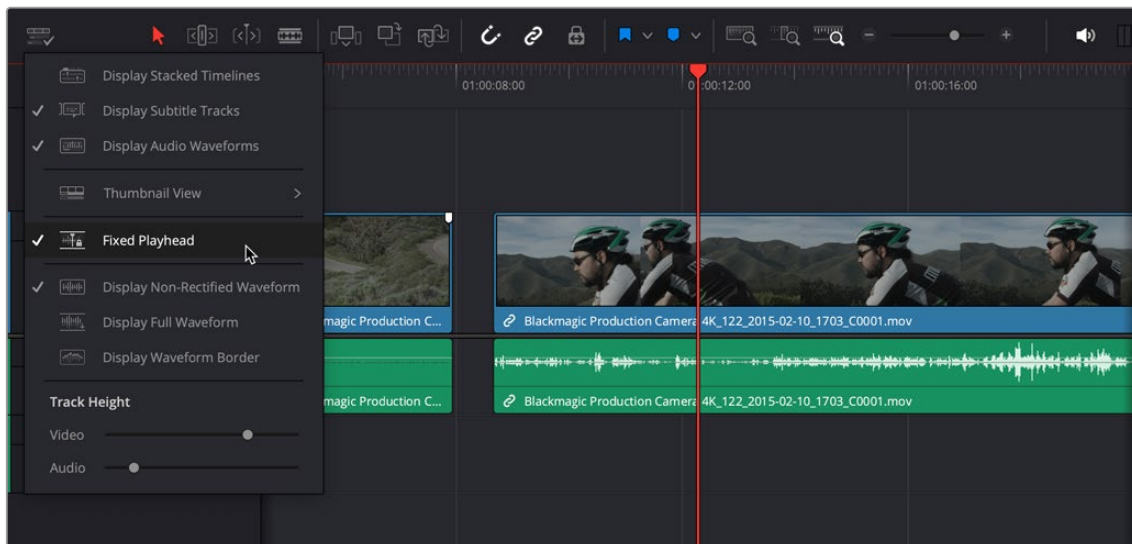 Display Stacked Timelines
Display Subtitle Tracks
Display Audio Waveforms
Thumbnail View
Fixed Playhead
Display Non-Rectified Waveform
Display Full Waveform
Display Waveform Border
Track Height
Video
Audio
01:00:08:00
01:00:12:00
01:00:16:00
magic Production C...
Blackmagic Production Camera 4K_122_2015-02-10_1703_C0001.mov
magic Production C...
Blackmagic Production Camera 4K_122_2015-02-10_1703_C0001.mov